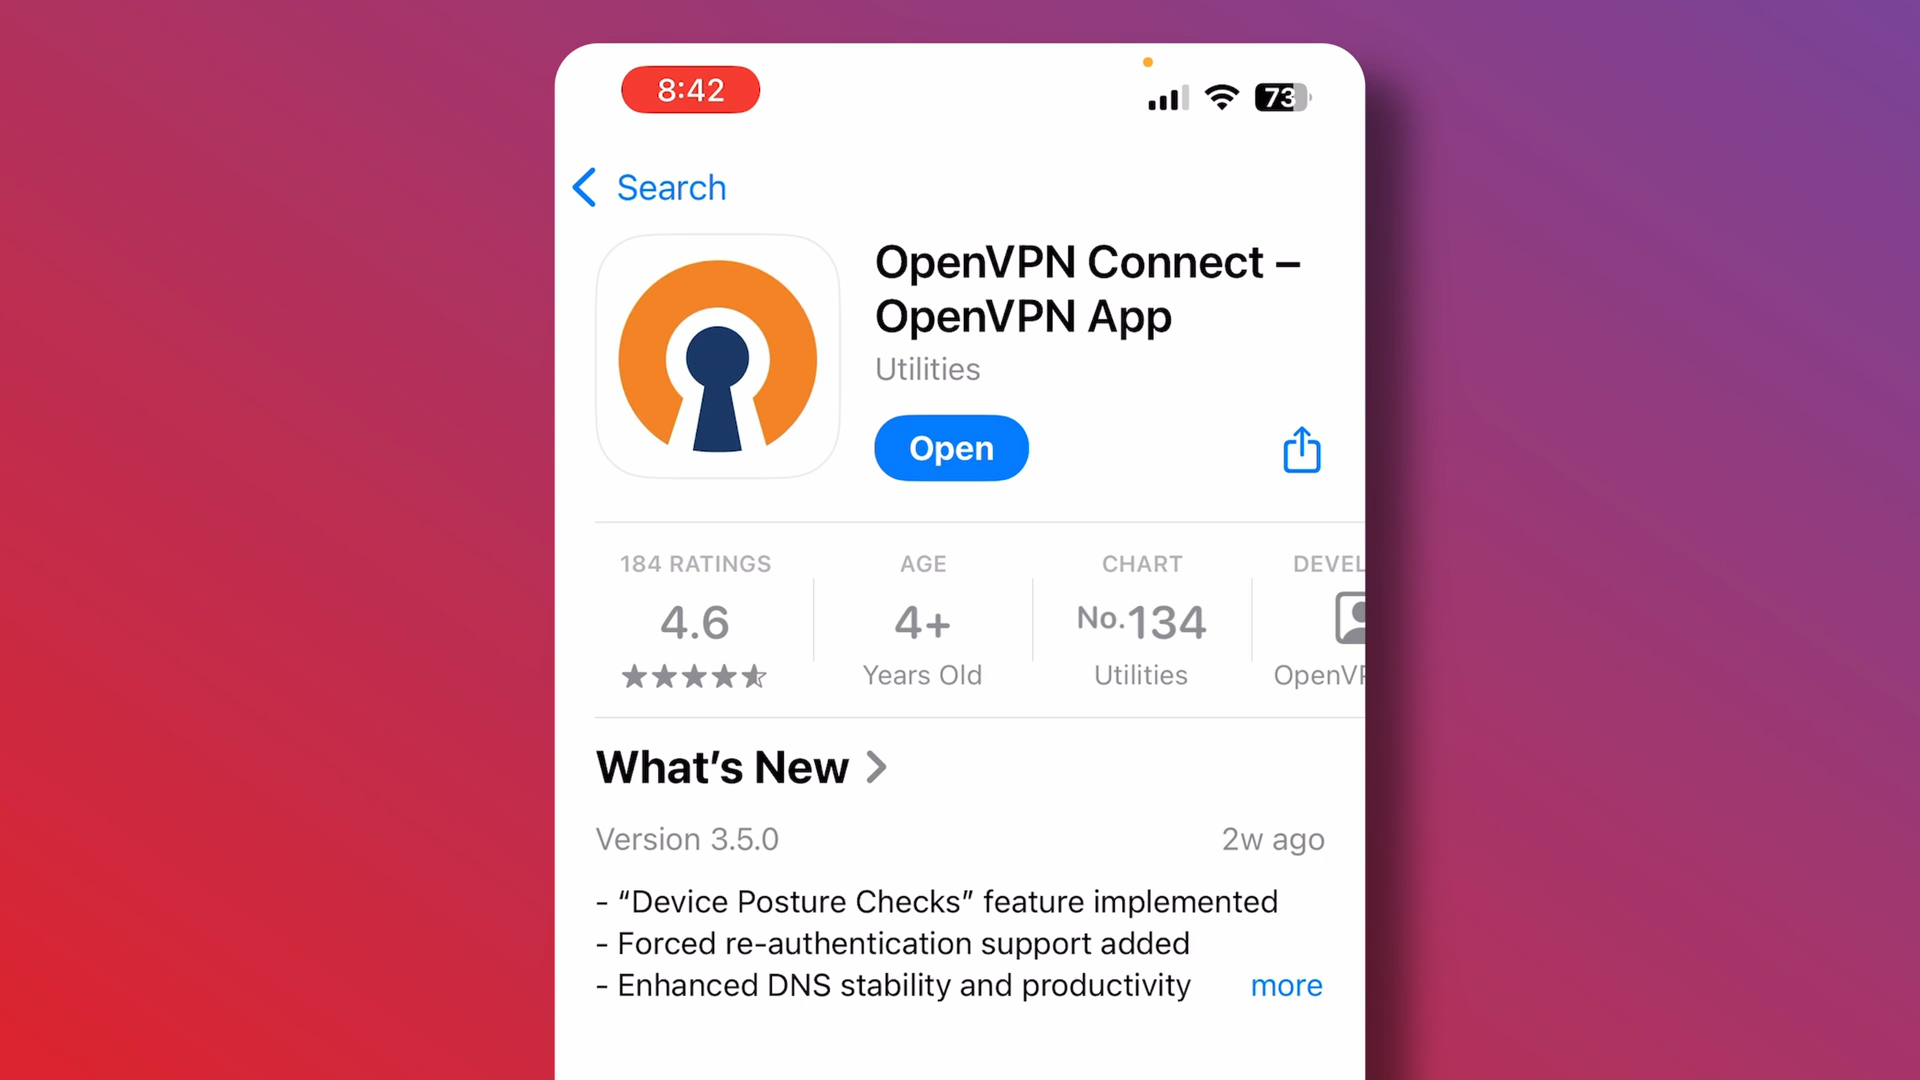 8:42
73
Search
OpenVPN Connect –
OpenVPN App
Utilities
Open
184 RATINGS
4.6
AGE
4+
Years Old
CHART
No.134
Utilities
DEVEL
OpenVP
What's New
Version 3.5.0
2w ago
- “Device Posture Checks” feature implemented
- Forced re-authentication support added
- Enhanced DNS stability and productivity
more